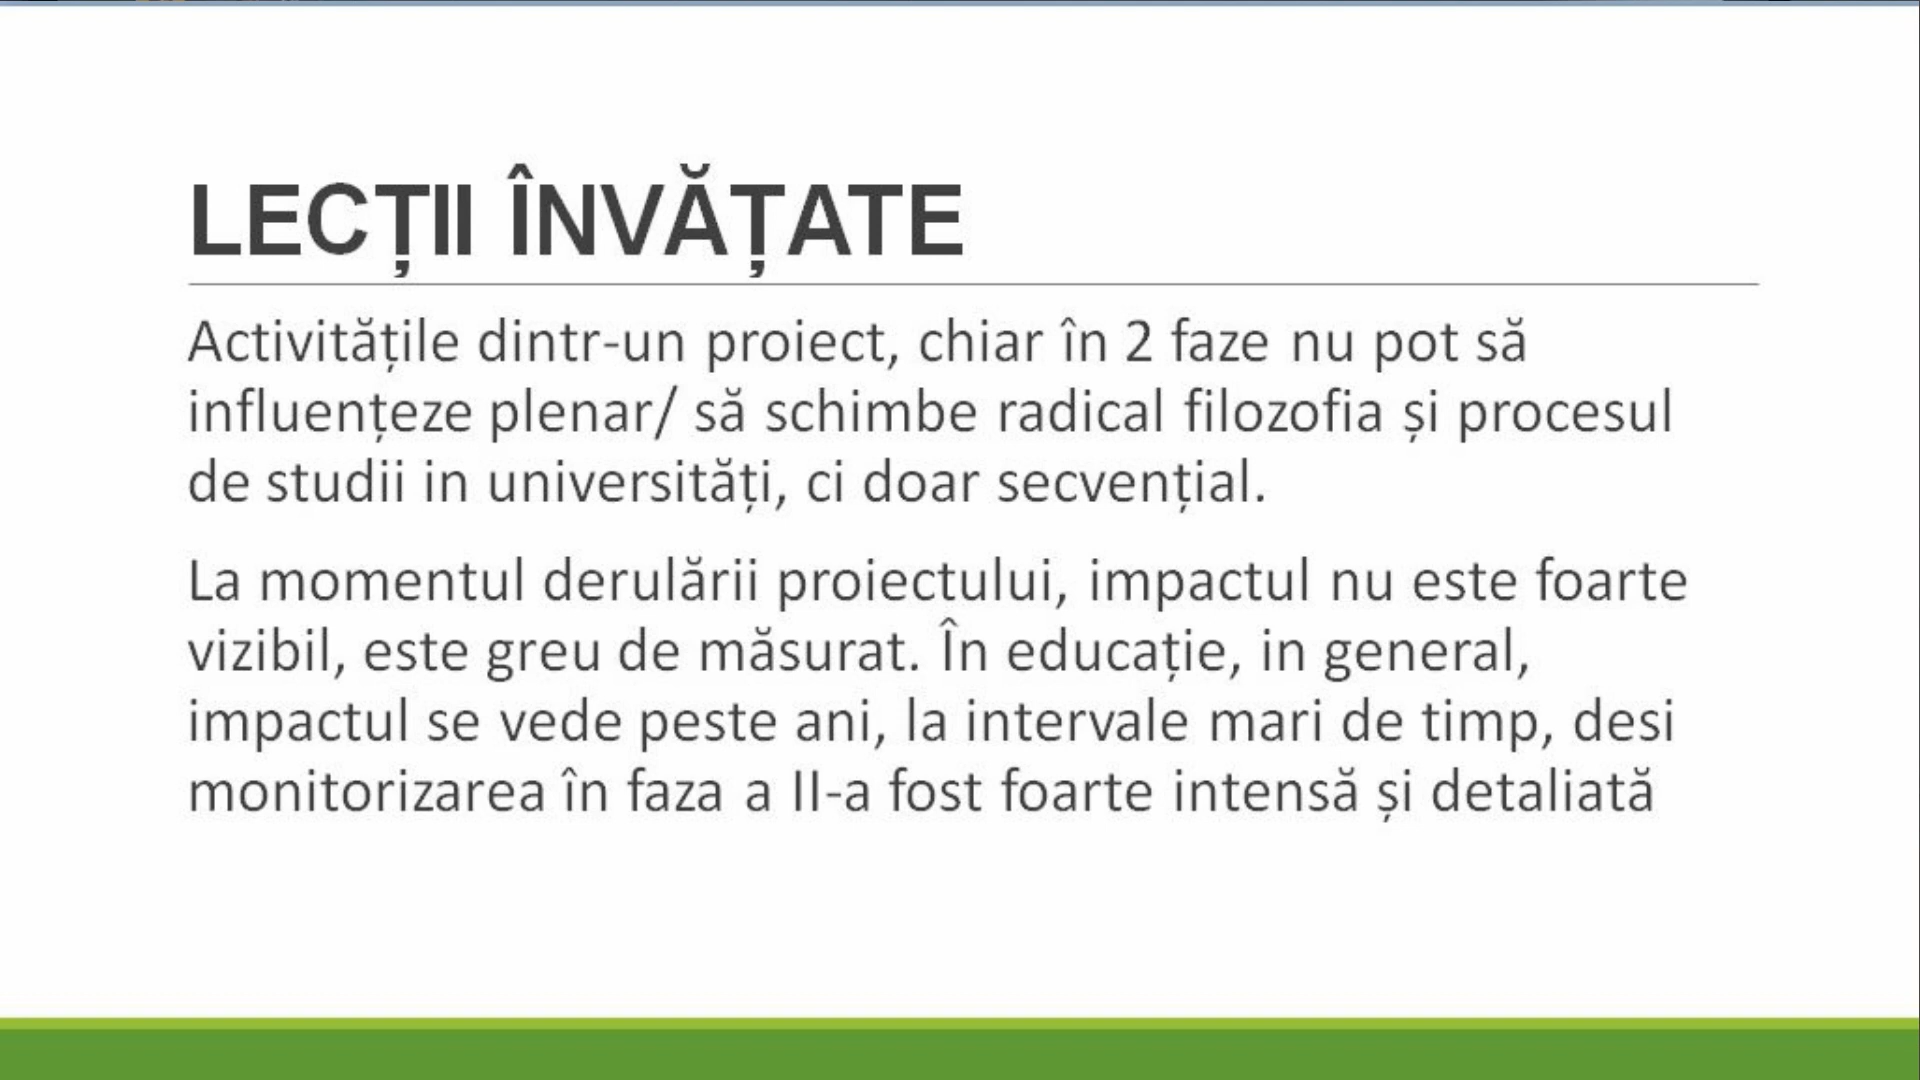 LECȚII ÎNVĂȚATE
Activitățile dintr-un proiect, chiar în 2 faze nu pot să
influențeze plenar/ să schimbe radical filozofia și procesul
de studii in universități, ci doar secvențial.
La momentul derulării proiectului, impactul nu este foarte
vizibil, este greu de măsurat. În educație, in general,
impactul se vede peste ani, la intervale mari de timp, desi
monitorizarea în faza a II-a fost foarte intensă și detaliată